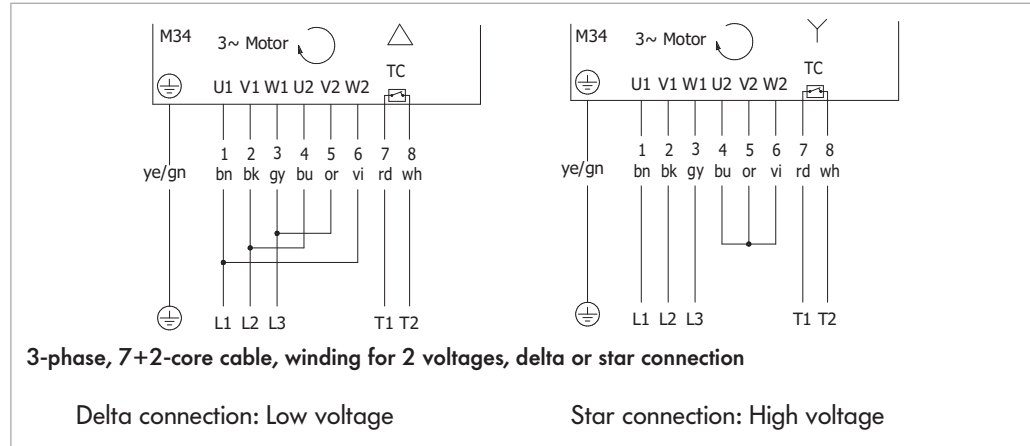 M34 3~ Motor
TC
U1 V1 W1 U2 V2 W2
1 2 3 4 5 6 7 8
ye/gn bn bk gy bu or vi rd wh
L1 L2 L3 T1 T2
M34 3~ Motor
TC
U1 V1 W1 U2 V2 W2
1 2 3 4 5 6 7 8
ye/gn bn bk gy bu or vi rd wh
L1 L2 L3 T1 T2
3-phase, 7+2-core cable, winding for 2 voltages, delta or star connection
Delta connection: Low voltage
Star connection: High voltage